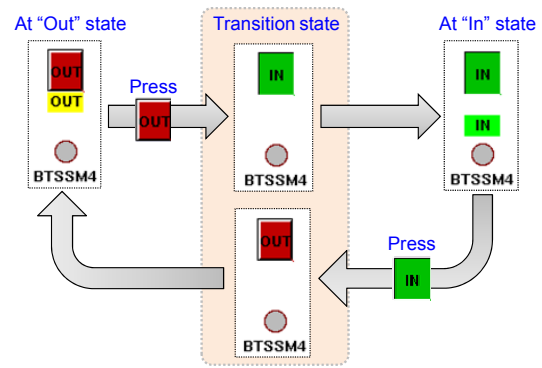 At “Out” state
Transition state
At “In” state
OUT
OUT
BTSSM4
Press
OUT
IN
BTSSM4
IN
IN
BTSSM4
OUT
BTSSM4
Press
IN